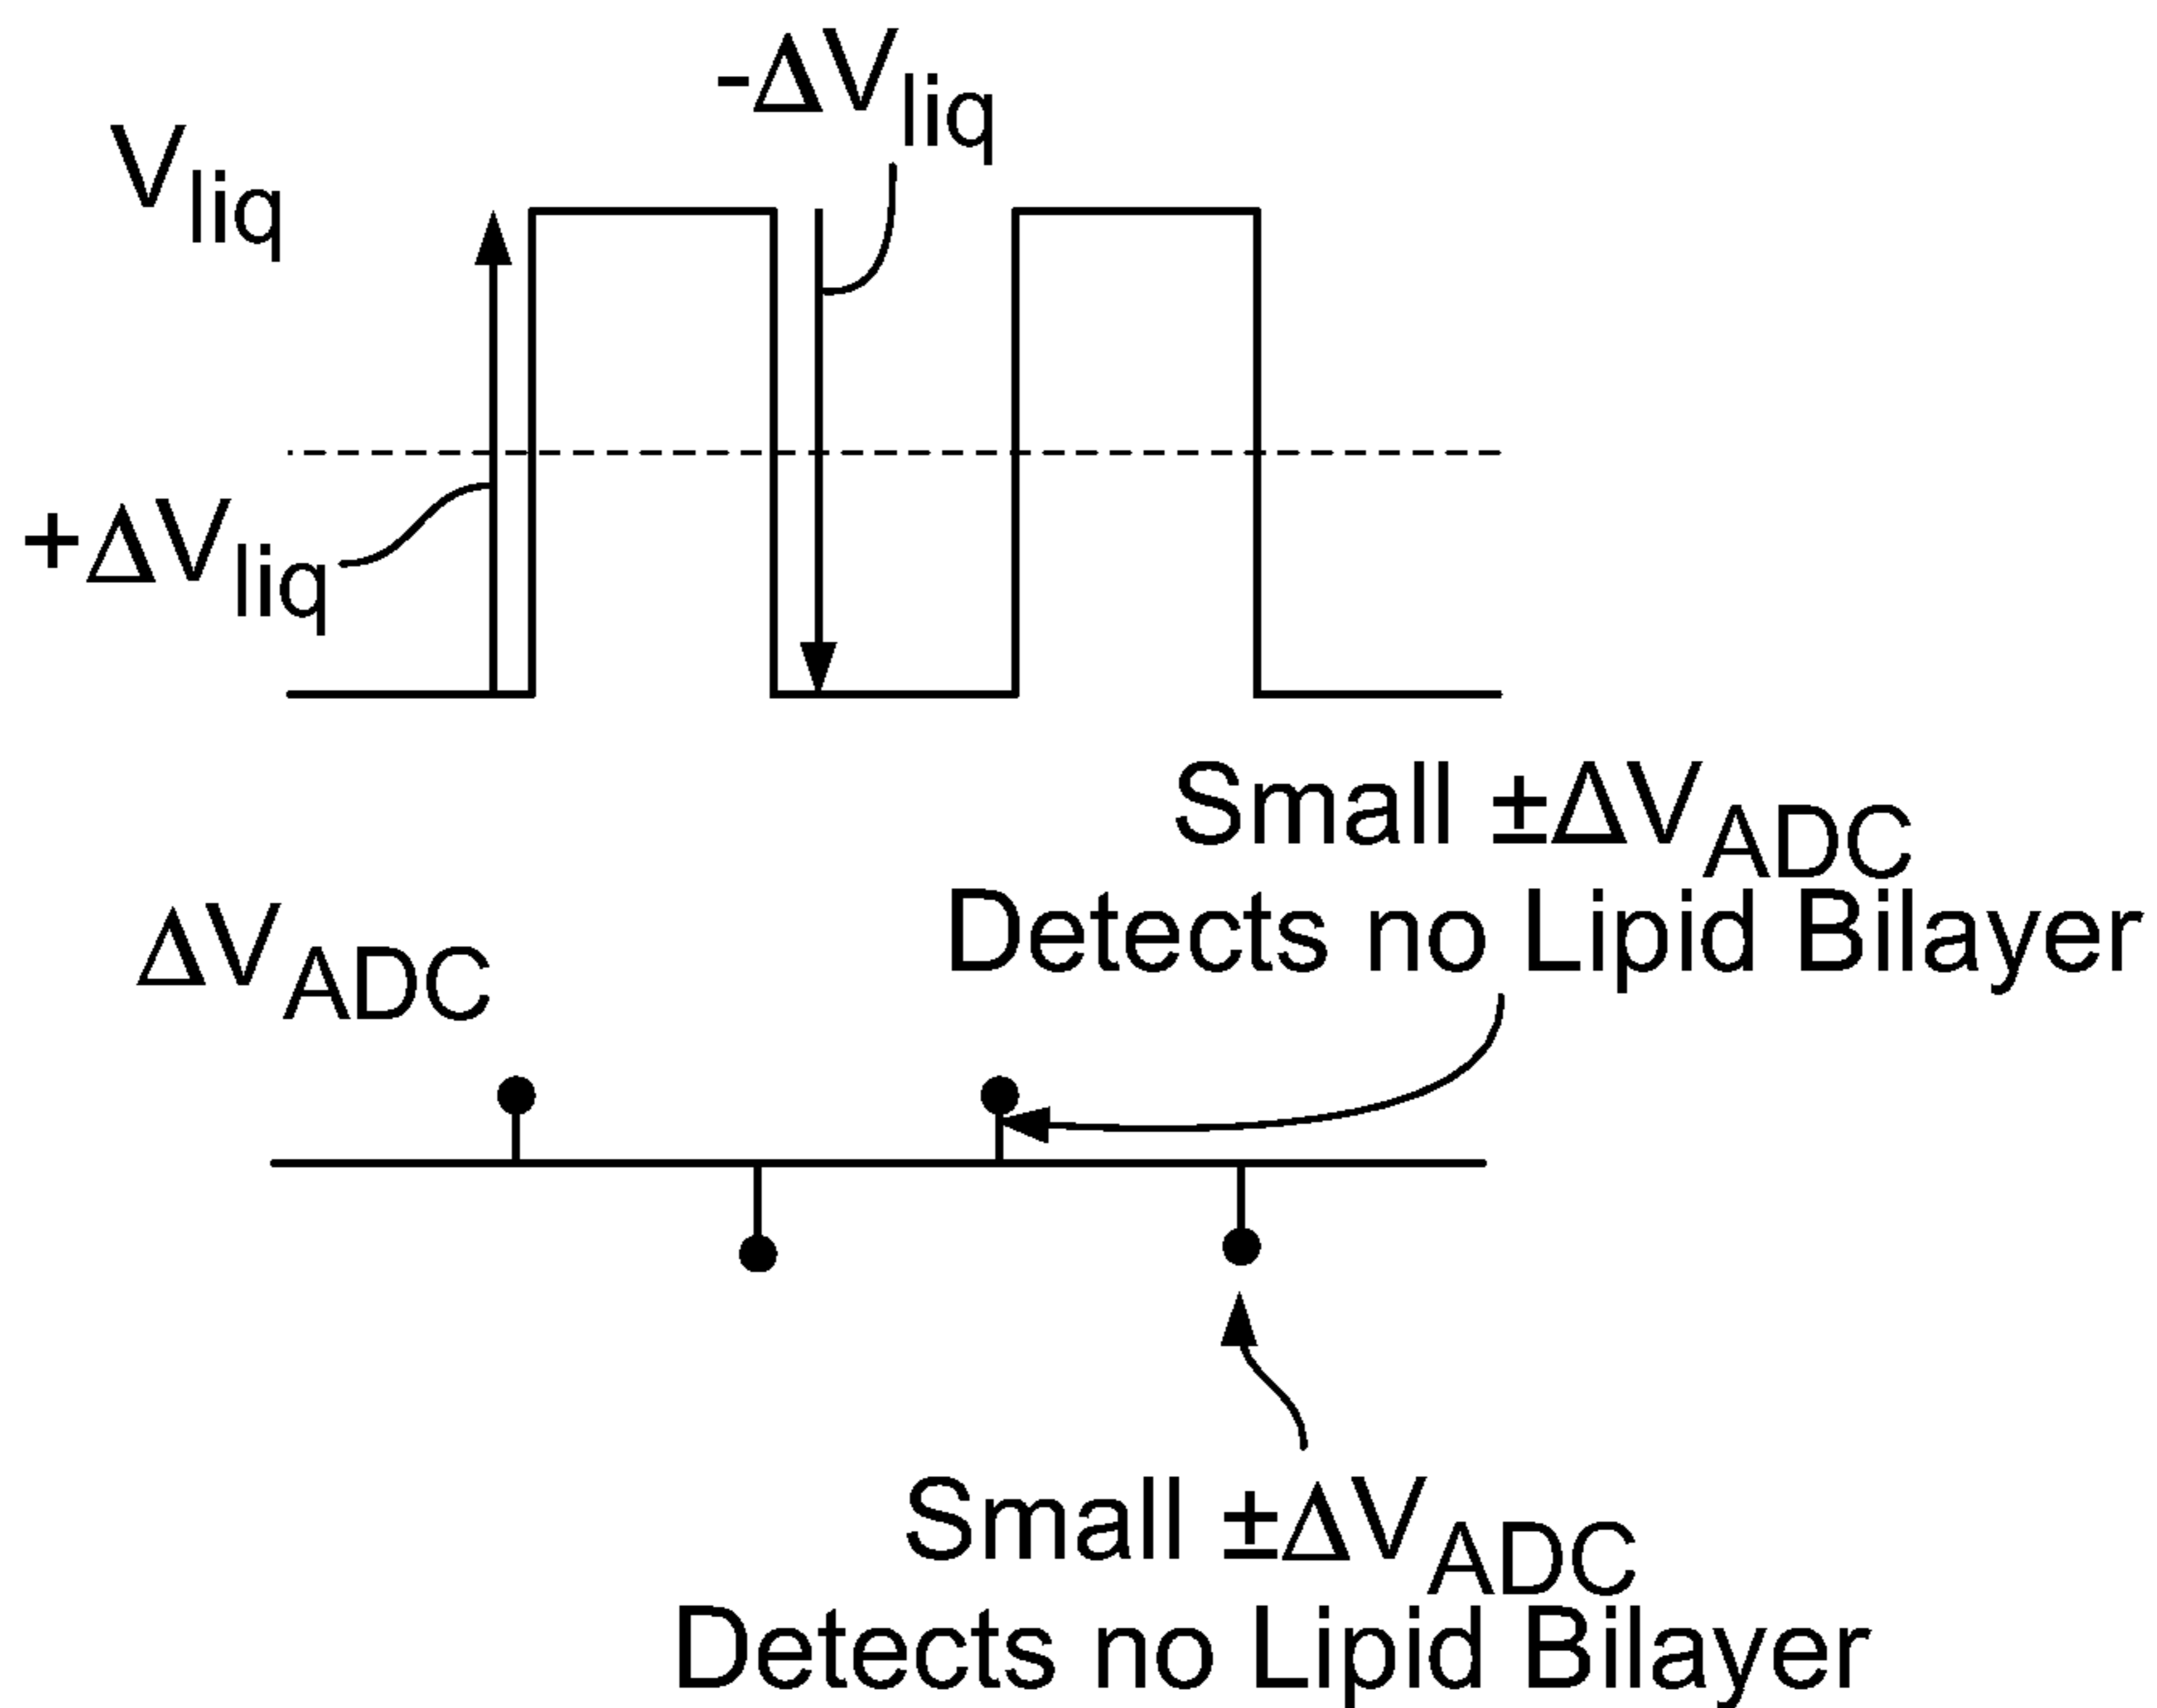 -ΔVliq
Vliq
+ΔVliq
Small ±ΔVADC
Detects no Lipid Bilayer
ΔVADC
Small ±ΔVADC
Detects no Lipid Bilayer